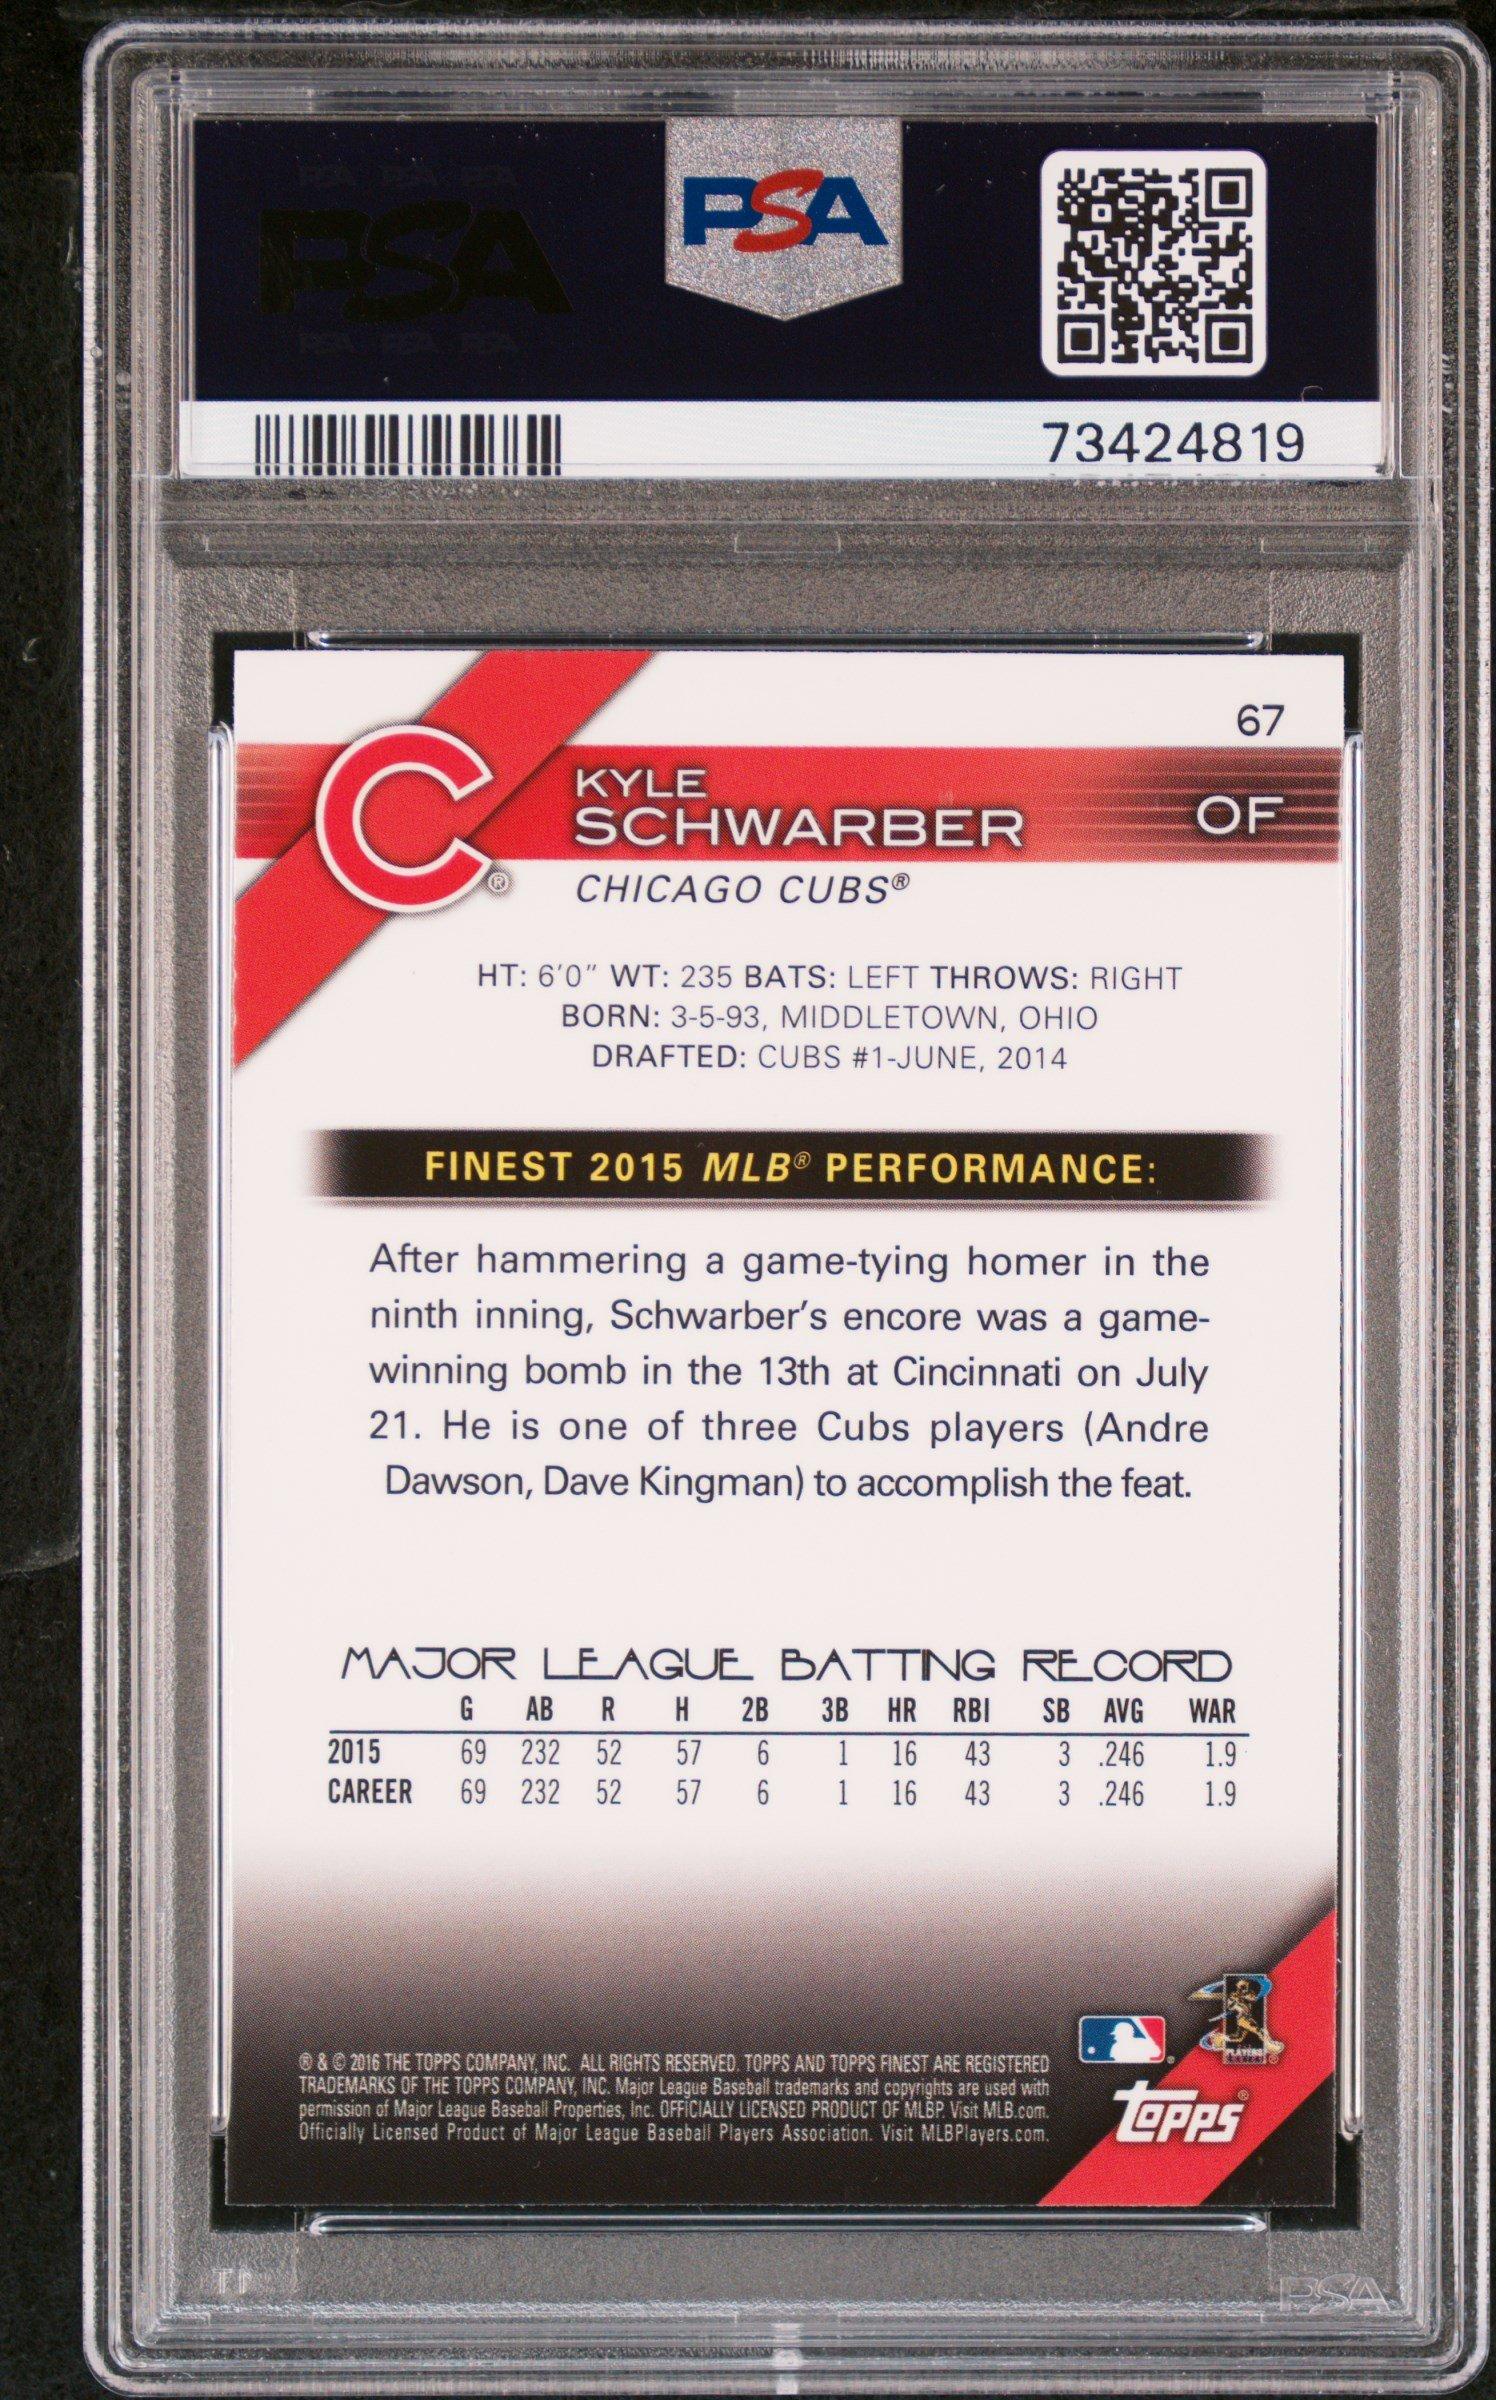 PSA PSA PSA
PSA
PSA
PSA PSA PSA
73424819
67
KYLE
SCHWARBER
OF
C®
CHICAGO CUBS®
HT: 6'0" WT: 235 BATS: LEFT THROWS: RIGHT
BORN: 3-5-93, MIDDLETOWN, OHIO
DRAFTED: CUBS #1-JUNE, 2014
FINEST 2015 MLB® PERFORMANCE:
After hammering a game-tying homer in the
ninth inning, Schwarber's encore was a game-
winning bomb in the 13th at Cincinnati on July
21. He is one of three Cubs players (Andre
Dawson, Dave Kingman) to accomplish the feat.
MAJOR LEAGUE BATTING RECORD
G AB R H 2B 3B HR RBI SB AVG WAR
2015 69 232 52 57 6 1 16 43 3 .246 1.9
CAREER 69 232 52 57 6 1 16 43 3 .246 1.9
® & © 2016 THE TOPPS COMPANY, INC. ALL RIGHTS RESERVED. TOPPS AND TOPPS FINEST ARE REGISTERED
TRADEMARKS OF THE TOPPS COMPANY, INC. Major League Baseball trademarks and copyrights are used with
permission of Major League Baseball Properties, Inc. OFFICIALLY LICENSED PRODUCT OF MLBP. Visit MLB.com.
Officially Licensed Product of Major League Baseball Players Association. Visit MLBPlayers.com.
PLAYERS
Topps®
PSA